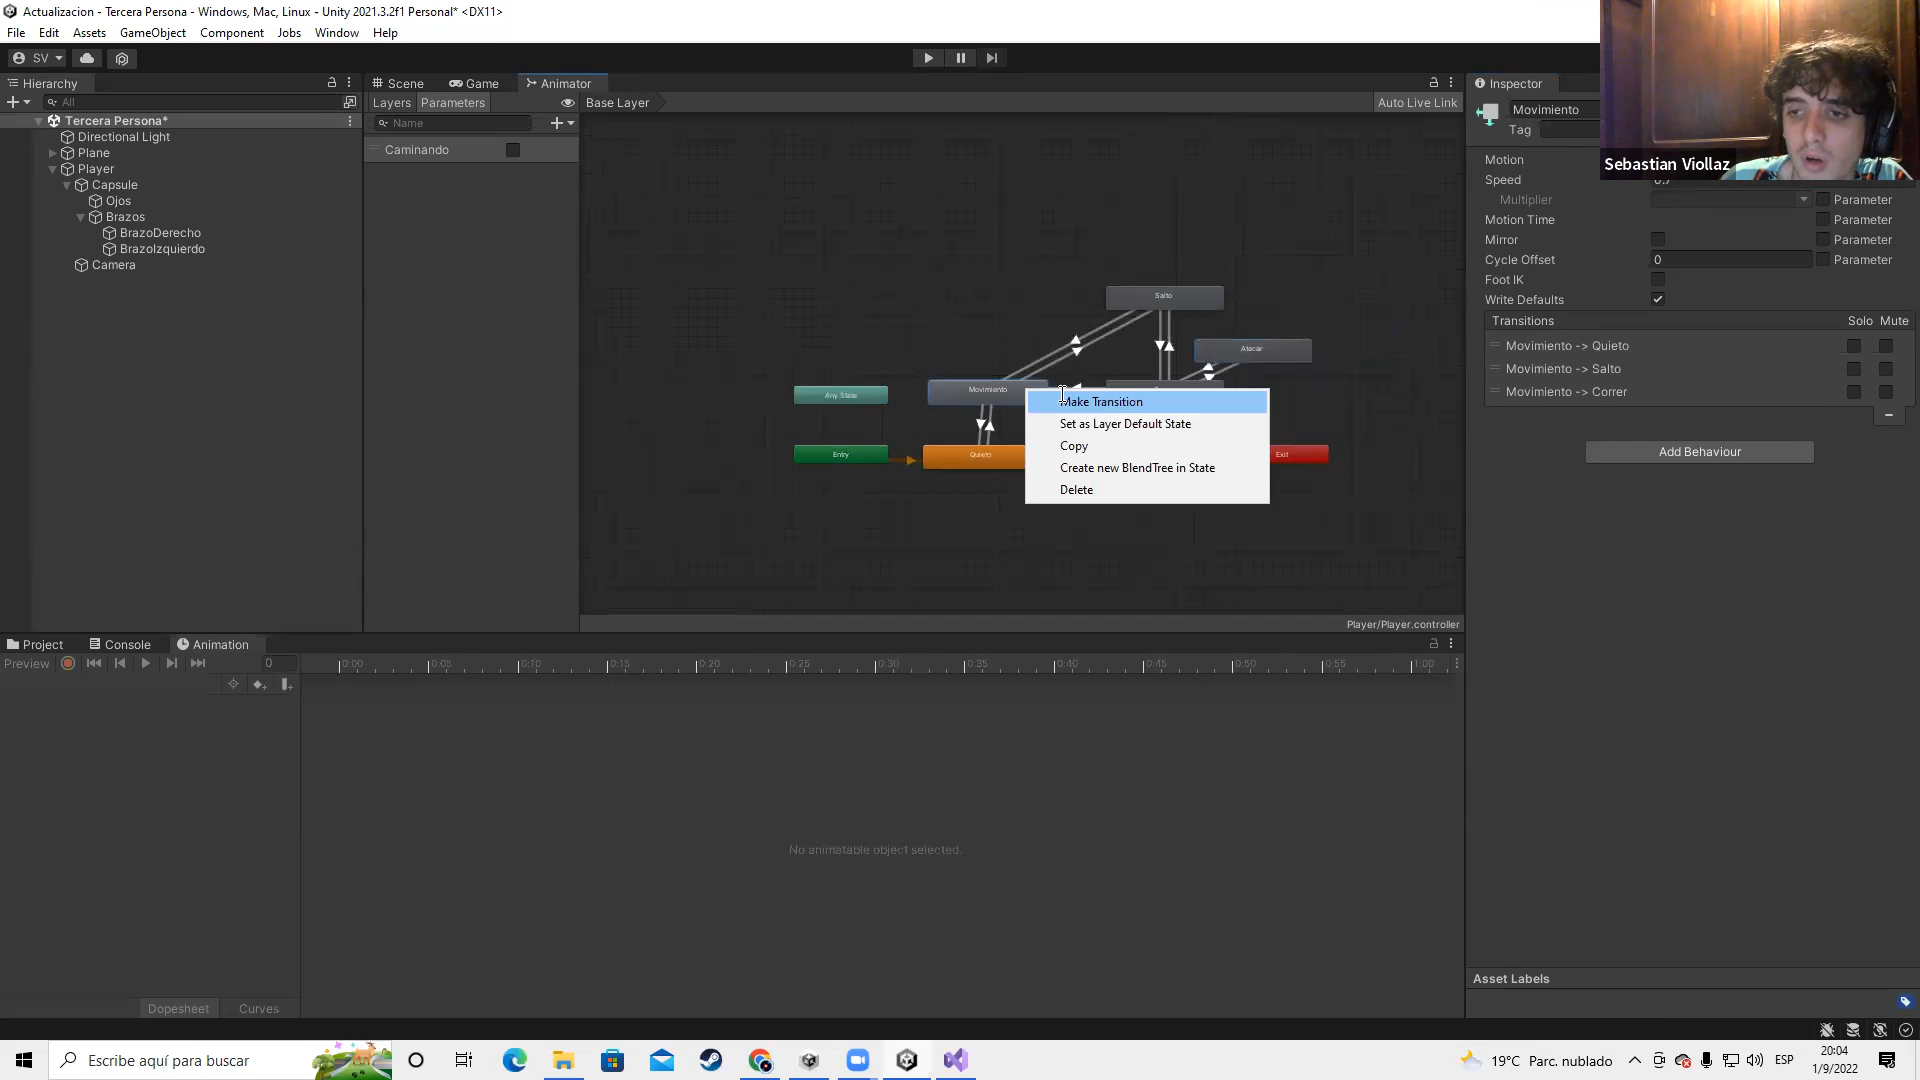 Actualizacion - Tercera Persona - Windows, Mac, Linux - Unity 2021.3.2f1 Personal* <DX11>
File Edit Assets GameObject Component Jobs Window Help
SV
Hierarchy
All
Tercera Persona*
Directional Light
Plane
Player
Capsule
Ojos
Brazos
BrazoDerecho
BrazoIzquierdo
Camera
Scene Game Animator
Layers Parameters Base Layer Auto Live Link
Name
Caminando
Salto
Atacar
Movimiento
Any State
Entry
Quieto
Exit
Make Transition
Set as Layer Default State
Copy
Create new BlendTree in State
Delete
Player/Player.controller
Inspector
Movimiento
Tag
Sebastian Viollaz
Motion
Speed
Multiplier Parameter
Motion Time Parameter
Mirror Parameter
Cycle Offset 0 Parameter
Foot IK
Write Defaults
Transitions Solo Mute
Movimiento -> Quieto
Movimiento -> Salto
Movimiento -> Correr
Add Behaviour
Asset Labels
Project Console Animation
Preview 0 0:00 0:05 0:10 0:15 0:20 0:25 0:30 0:35 0:40 0:45 0:50 0:55 1:00
No animatable object selected.
Dopesheet Curves
Escribe aquí para buscar
19°C Parc. nublado
ESP
20:04
1/9/2022